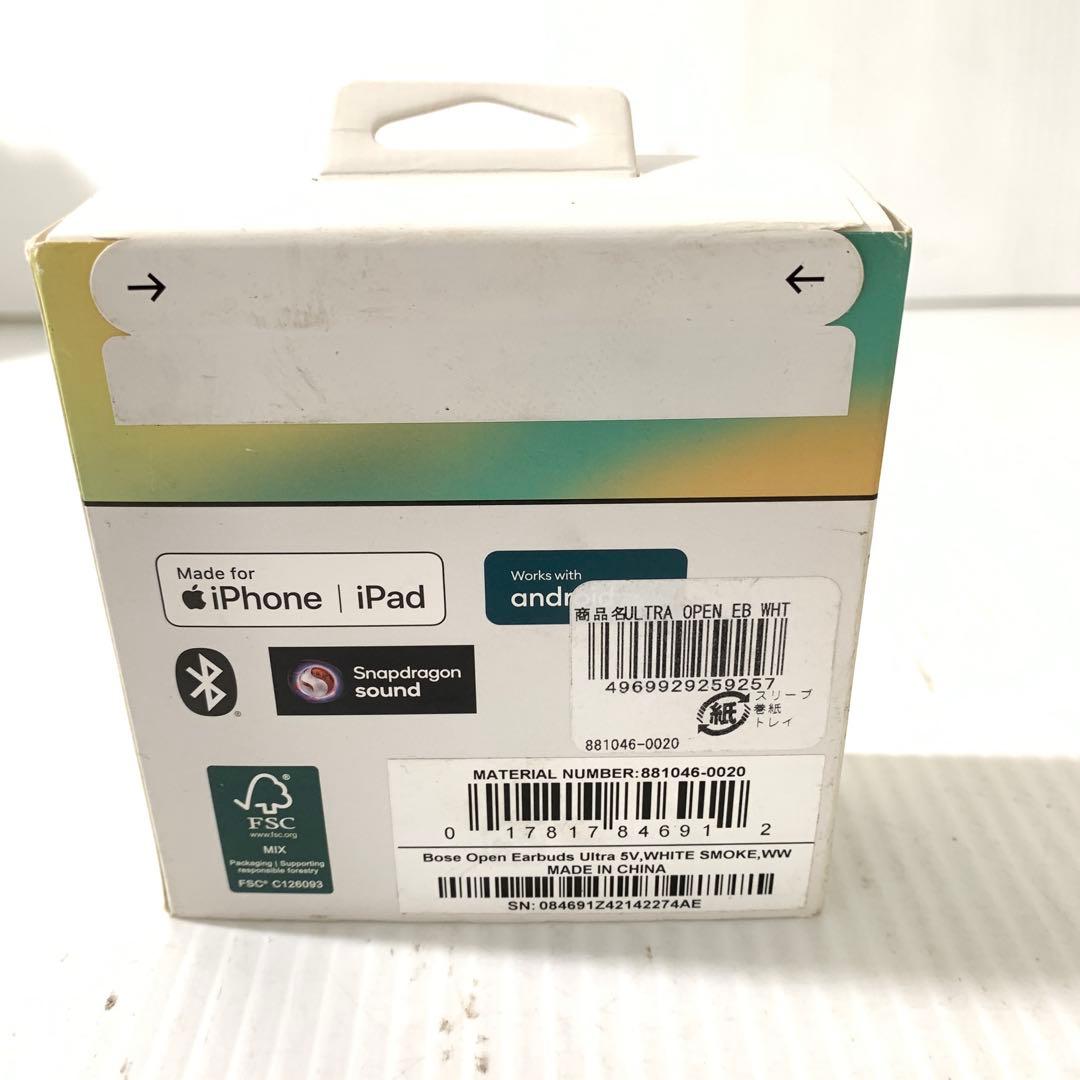 → ←
Made for
iPhone | iPad
Works with
android
Snapdragon
sound
商品名ULTRA OPEN EB WHT
4969929259257
紙
スリーブ
巻紙
トレイ
881046-0020
FSC®
www.fsc.org
MIX
Packaging | Supporting
responsible forestry
FSC® C126093
MATERIAL NUMBER:881046-0020
0 17817 84691 2
Bose Open Earbuds Ultra 5V,WHITE SMOKE,WW
MADE IN CHINA
SN: 084691Z42142274AE